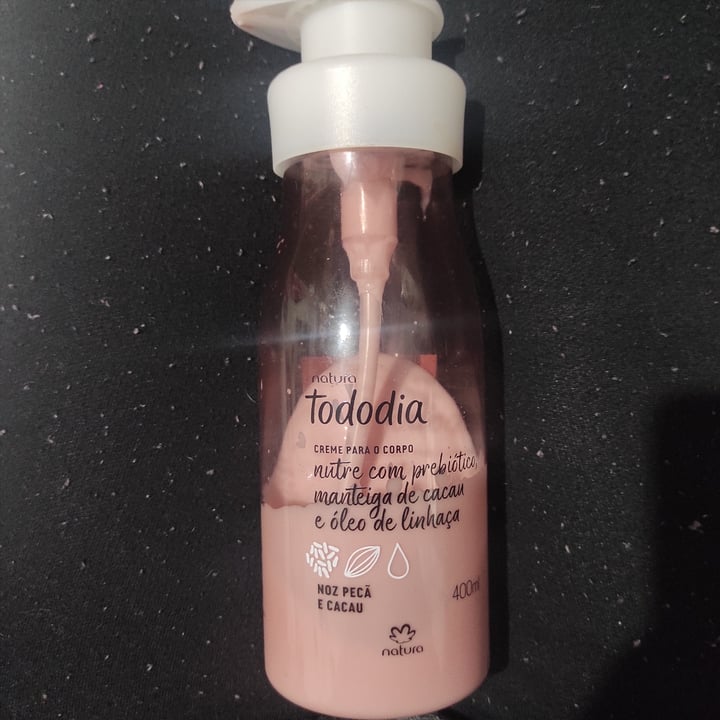 natura
tododia
CREME PARA O CORPO
nutre com prebiótico,
manteiga de cacau
e óleo de linhaça
NOZ PECÃ
E CACAU
400ml
natura